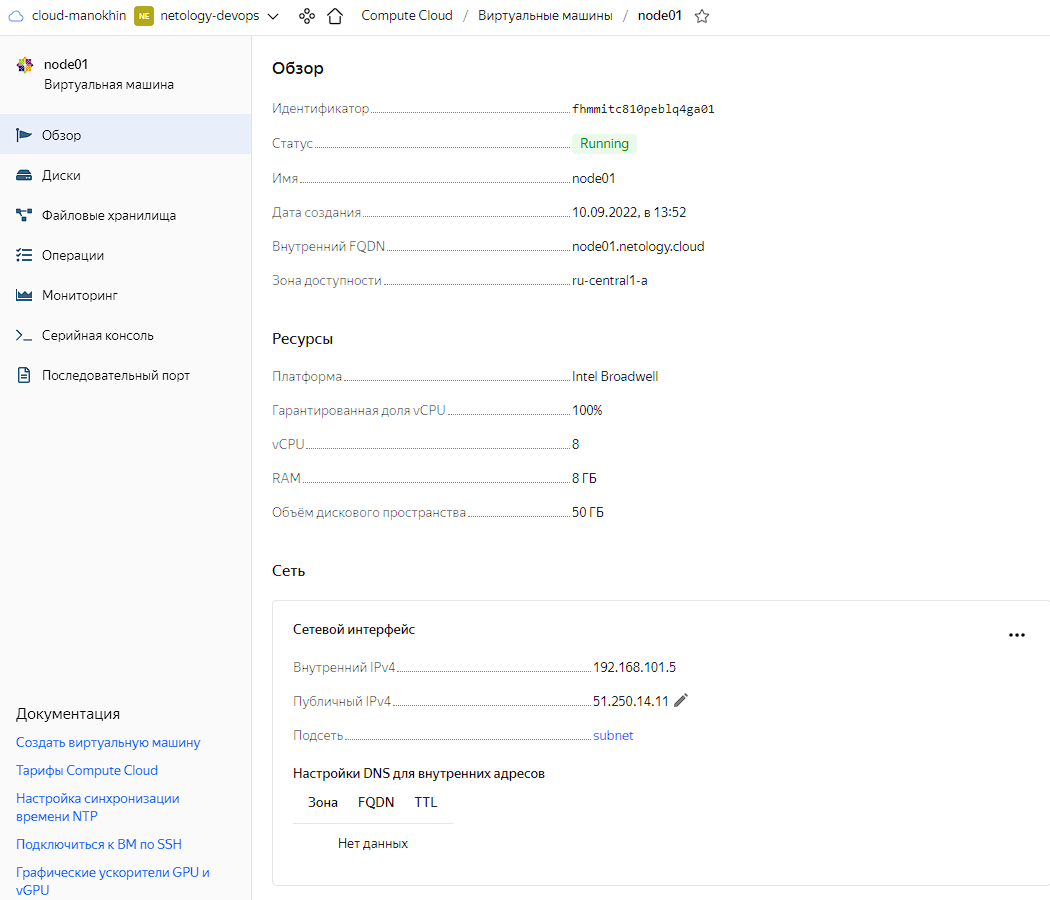 cloud-manokhin NE netology-devops Compute Cloud / Виртуальные машины / node01
node01
Виртуальная машина
Обзор
Диски
Файловые хранилища
Операции
Мониторинг
Серийная консоль
Последовательный порт
Документация
Создать виртуальную машину
Тарифы Compute Cloud
Настройка синхронизации
времени NTP
Подключиться к ВМ по SSH
Графические ускорители GPU и
vGPU
Обзор
Идентификатор fhmmitc810peblq4ga01
Статус Running
Имя node01
Дата создания 10.09.2022, в 13:52
Внутренний FQDN node01.netology.cloud
Зона доступности ru-central1-a
Ресурсы
Платформа Intel Broadwell
Гарантированная доля vCPU 100%
vCPU 8
RAM 8 ГБ
Объём дискового пространства 50 ГБ
Сеть
Сетевой интерфейс
Внутренний IPv4 192.168.101.5
Публичный IPv4 51.250.14.11
Подсеть subnet
Настройки DNS для внутренних адресов
Зона FQDN TTL
Нет данных